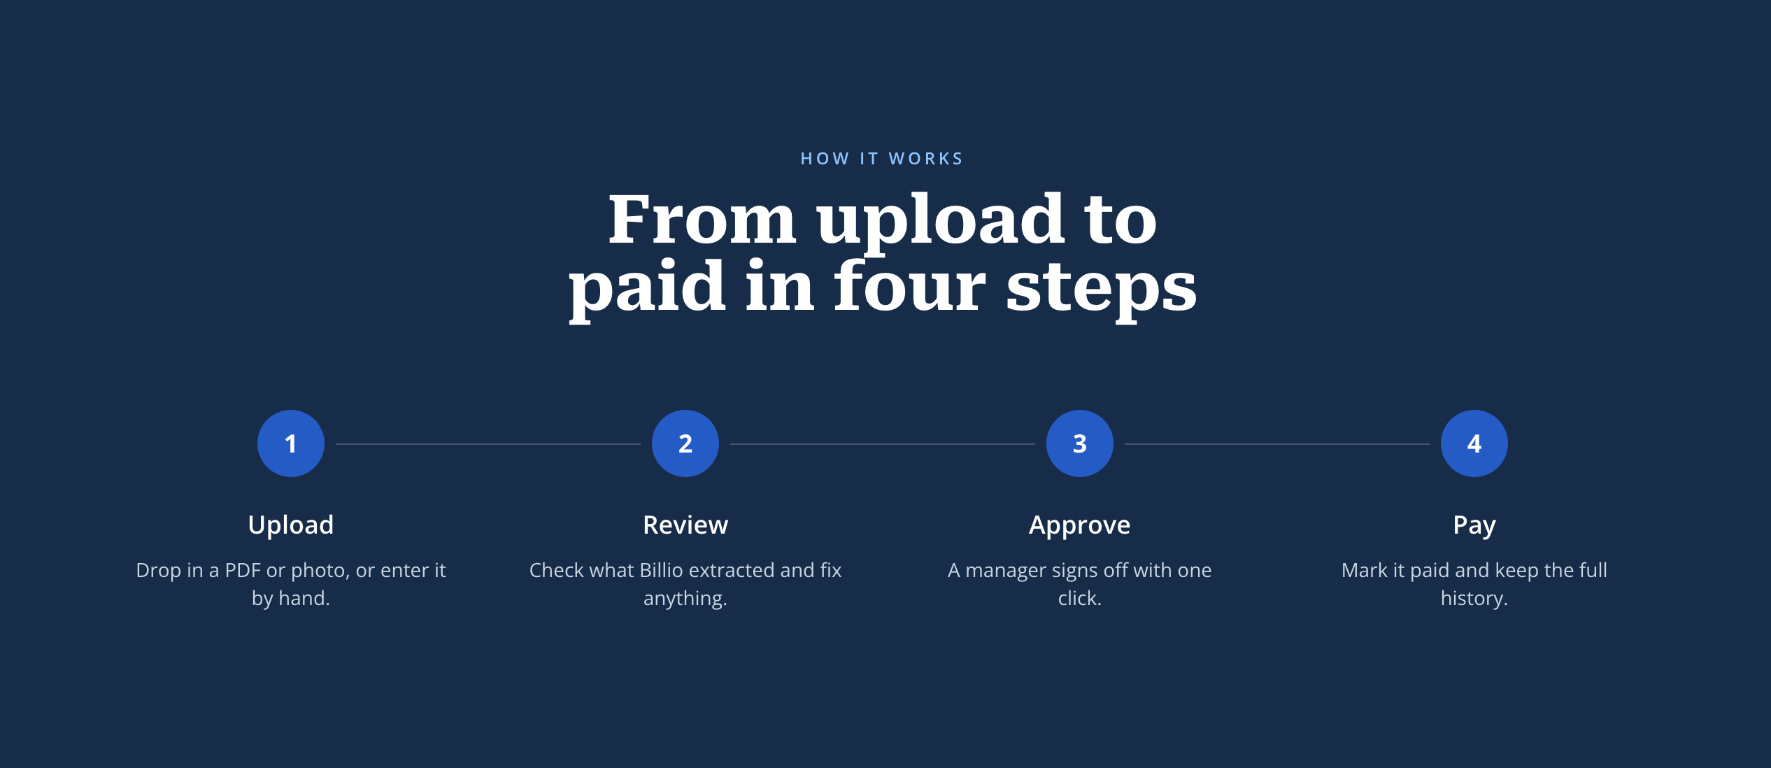 HOW IT WORKS
From upload to
paid in four steps
1
2
3
4
Upload
Review
Approve
Pay
Drop in a PDF or photo, or enter it
by hand.
Check what Billio extracted and fix
anything.
A manager signs off with one
click.
Mark it paid and keep the full
history.